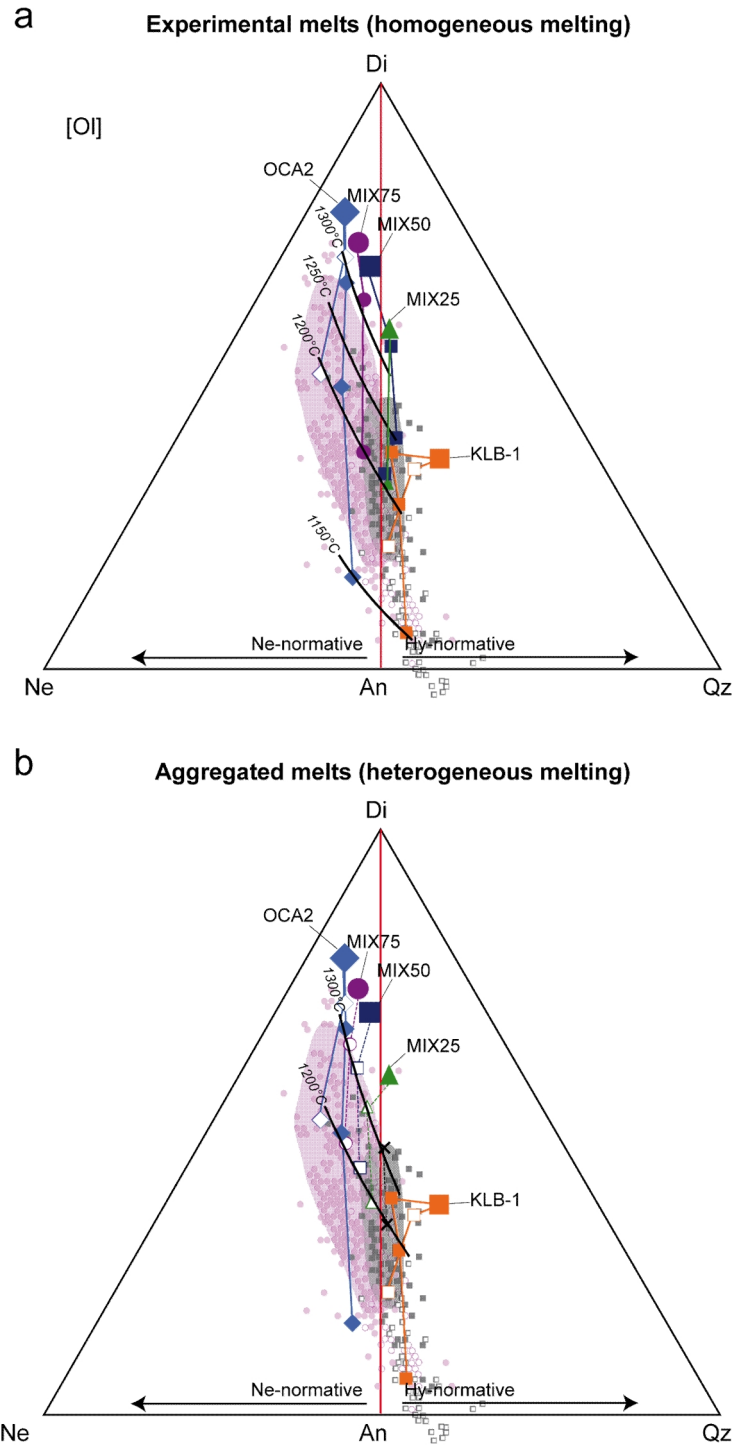 a
Experimental melts (homogeneous melting)
Di
[Ol]
OCA2
MIX75
1300°C
MIX50
1250°C
MIX25
1200°C
KLB-1
1150°C
Ne-normative
Hy-normative
Ne
An
Qz
b
Aggregated melts (heterogeneous melting)
Di
OCA2
MIX75
MIX50
1300°C
MIX25
1200°C
KLB-1
Ne-normative
Hy-normative
Ne
An
Qz